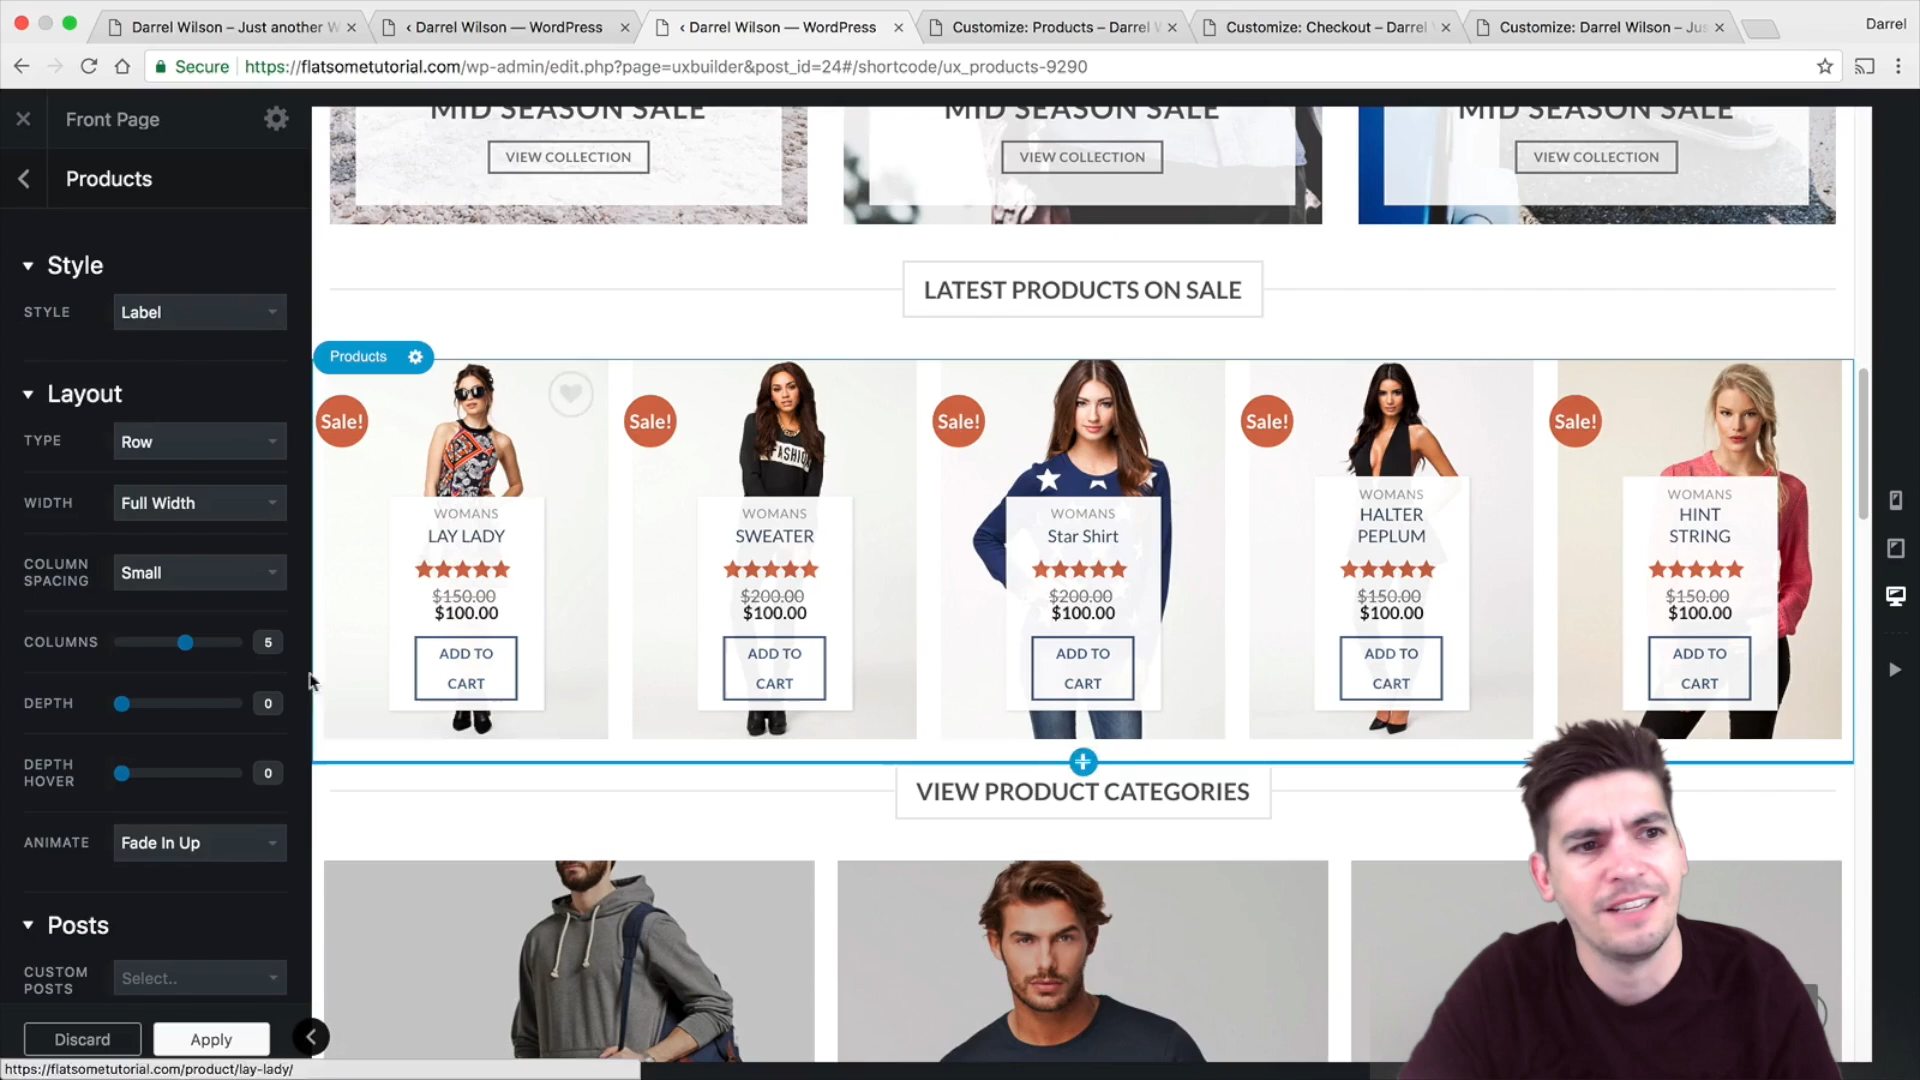 Darrel Wilson – Just another W
‹ Darrel Wilson — WordPress
‹ Darrel Wilson — WordPress
Customize: Products – Darrel W
Customize: Checkout – Darrel
Customize: Darrel Wilson – Jus
Darrel
Secure https://flatsometutorial.com/wp-admin/edit.php?page=uxbuilder&post_id=24#/shortcode/ux_products-9290
Front Page
Products
Style
STYLE Label
Layout
TYPE Row
WIDTH Full Width
COLUMN
SPACING
Small
COLUMNS 5
DEPTH 0
DEPTH
HOVER
0
ANIMATE Fade In Up
Posts
CUSTOM
POSTS
Select..
Discard Apply
https://flatsometutorial.com/product/lay-lady/
MID SEASON SALE
VIEW COLLECTION
MID SEASON SALE
VIEW COLLECTION
MID SEASON SALE
VIEW COLLECTION
LATEST PRODUCTS ON SALE
Products
Sale!
WOMANS
LAY LADY
$150.00
$100.00
ADD TO
CART
Sale!
FASHION
WOMANS
SWEATER
$200.00
$100.00
ADD TO
CART
Sale!
WOMANS
Star Shirt
$200.00
$100.00
ADD TO
CART
Sale!
WOMANS
HALTER
PEPLUM
$150.00
$100.00
ADD TO
CART
Sale!
WOMANS
HINT
STRING
$150.00
$100.00
ADD TO
CART
VIEW PRODUCT CATEGORIES